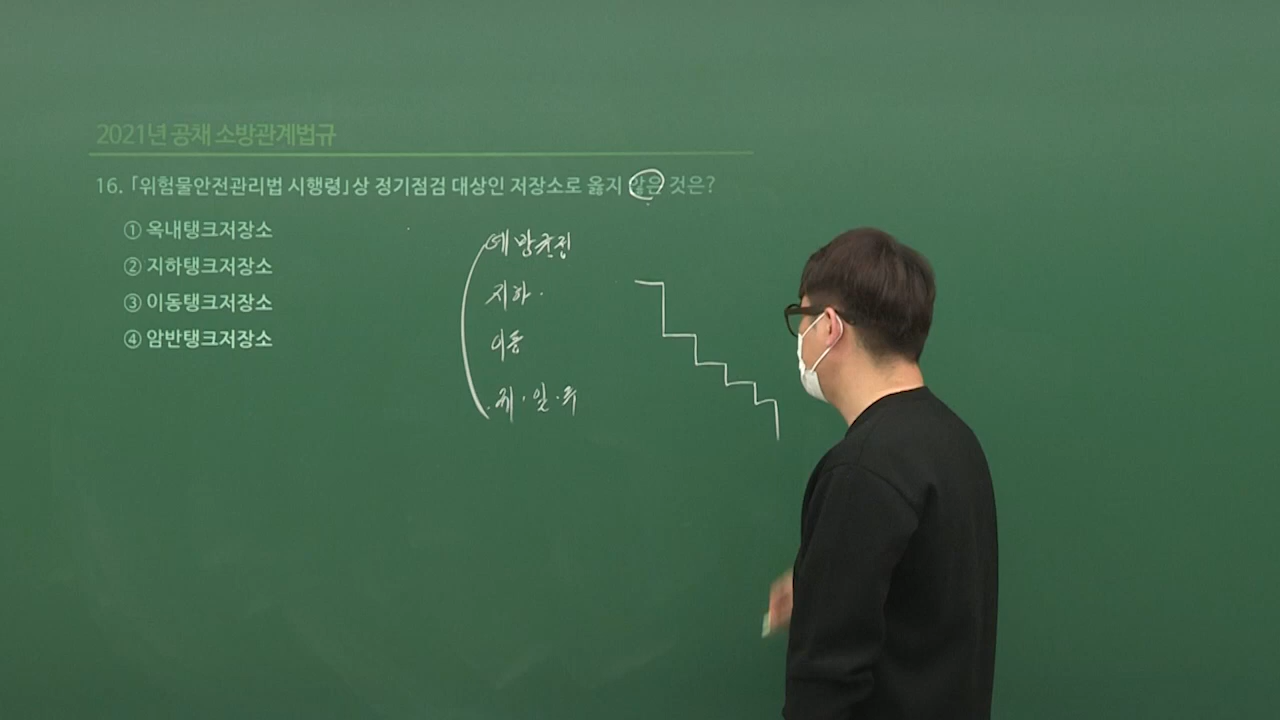 2021년 공채 소방관계법규
16. 「위험물안전관리법 시행령」상 정기점검 대상인 저장소로 옳지 않은 것은?
① 옥내탱크저장소
② 지하탱크저장소
③ 이동탱크저장소
④ 암반탱크저장소
예방규정
지하
이동
제·일·주